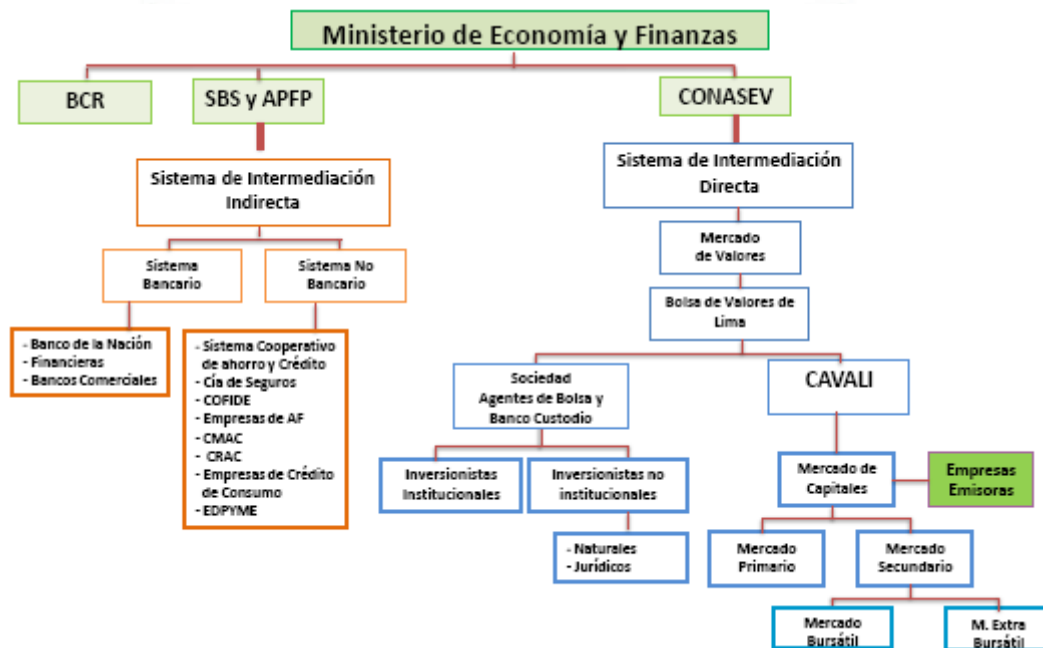 Ministerio de Economía y Finanzas
BCR
SBS y APFP
CONASEV
Sistema de Intermediación
Indirecta
Sistema de Intermediación
Directa
Sistema
Bancario
Sistema No
Bancario
Mercado
de Valores
Bolsa de Valores de
Lima
- Banco de la Nación
- Financieras
- Bancos Comerciales
- Sistema Cooperativo
de ahorro y Crédito
- Cía de Seguros
- COFIDE
- Empresas de AF
- CMAC
- CRAC
- Empresas de Crédito
de Consumo
- EDPYME
Sociedad
Agentes de Bolsa y
Banco Custodio
CAVALI
Inversionistas
Institucionales
Inversionistas no
institucionales
- Naturales
- Jurídicos
Mercado de
Capitales
Empresas
Emisoras
Mercado
Primario
Mercado
Secundario
Mercado
Bursátil
M. Extra
Bursátil